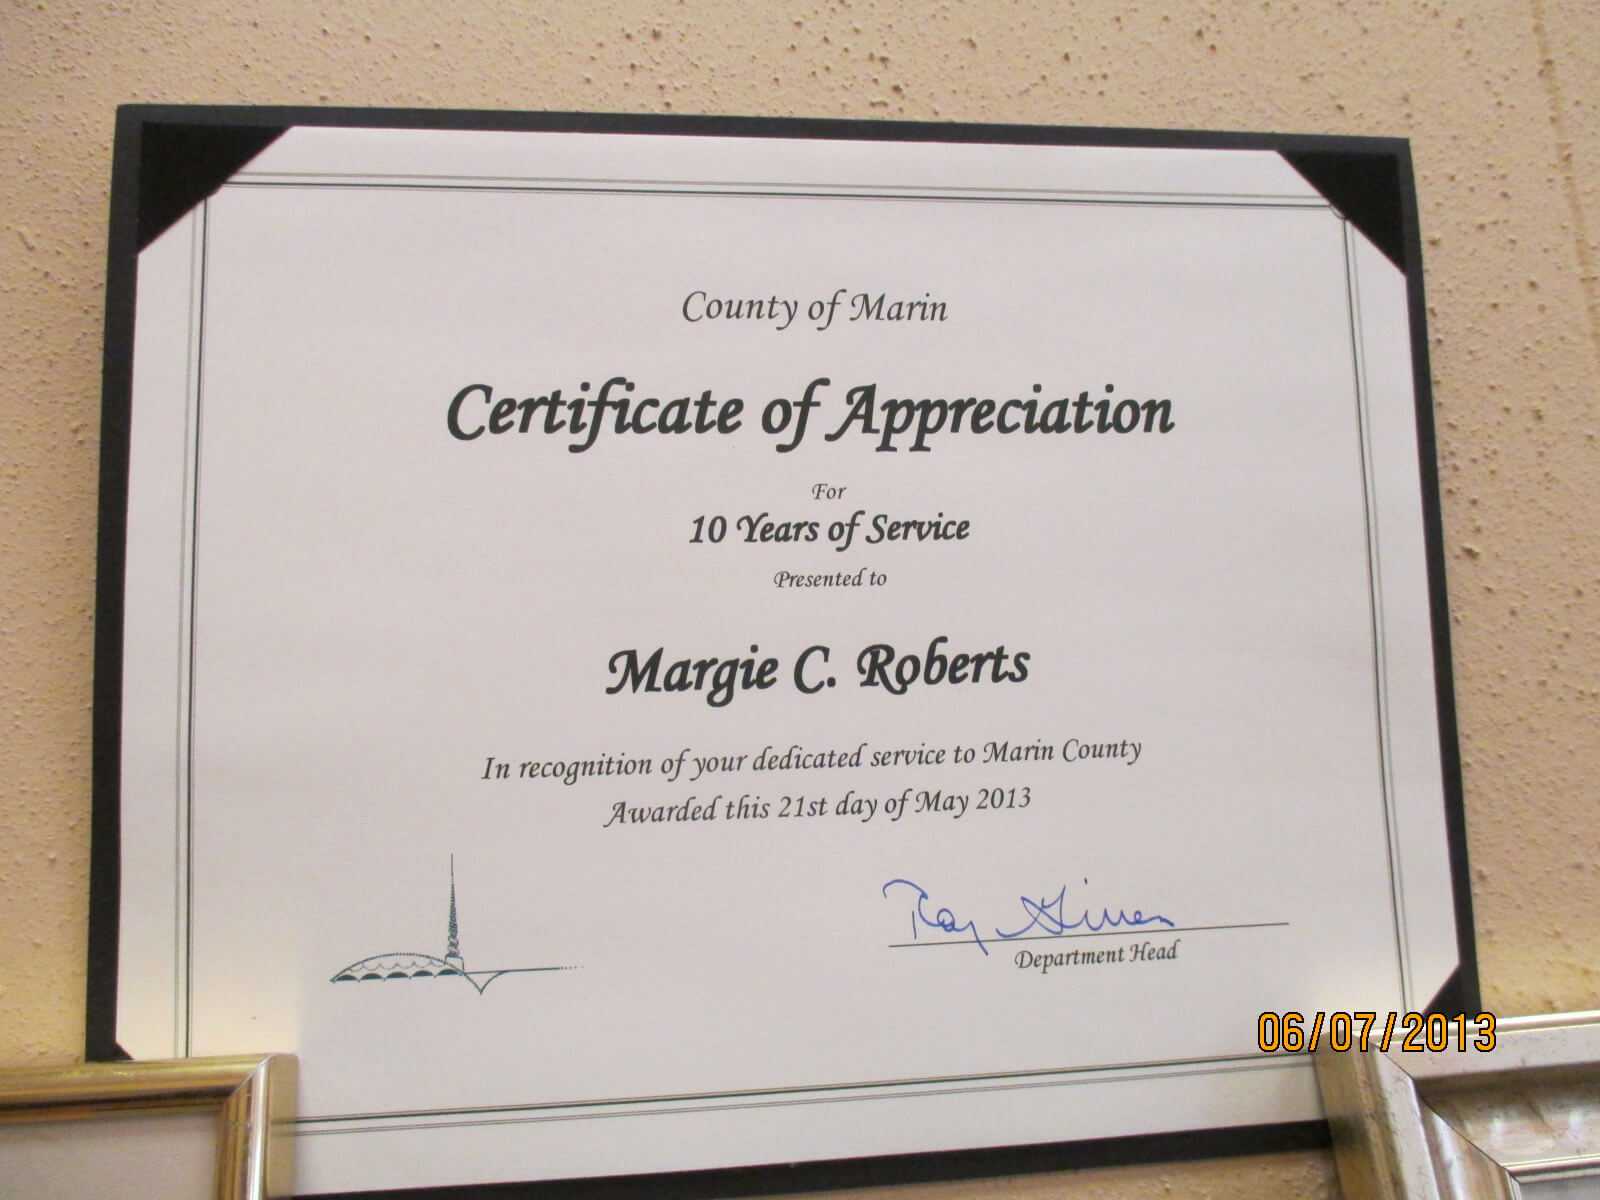 County of Marin
Certificate of Appreciation
For
10 Years of Service
Presented to
Margie C. Roberts
In recognition of your dedicated service to Marin County
Awarded this 21st day of May 2013
Ray
Department Head
06/07/2013